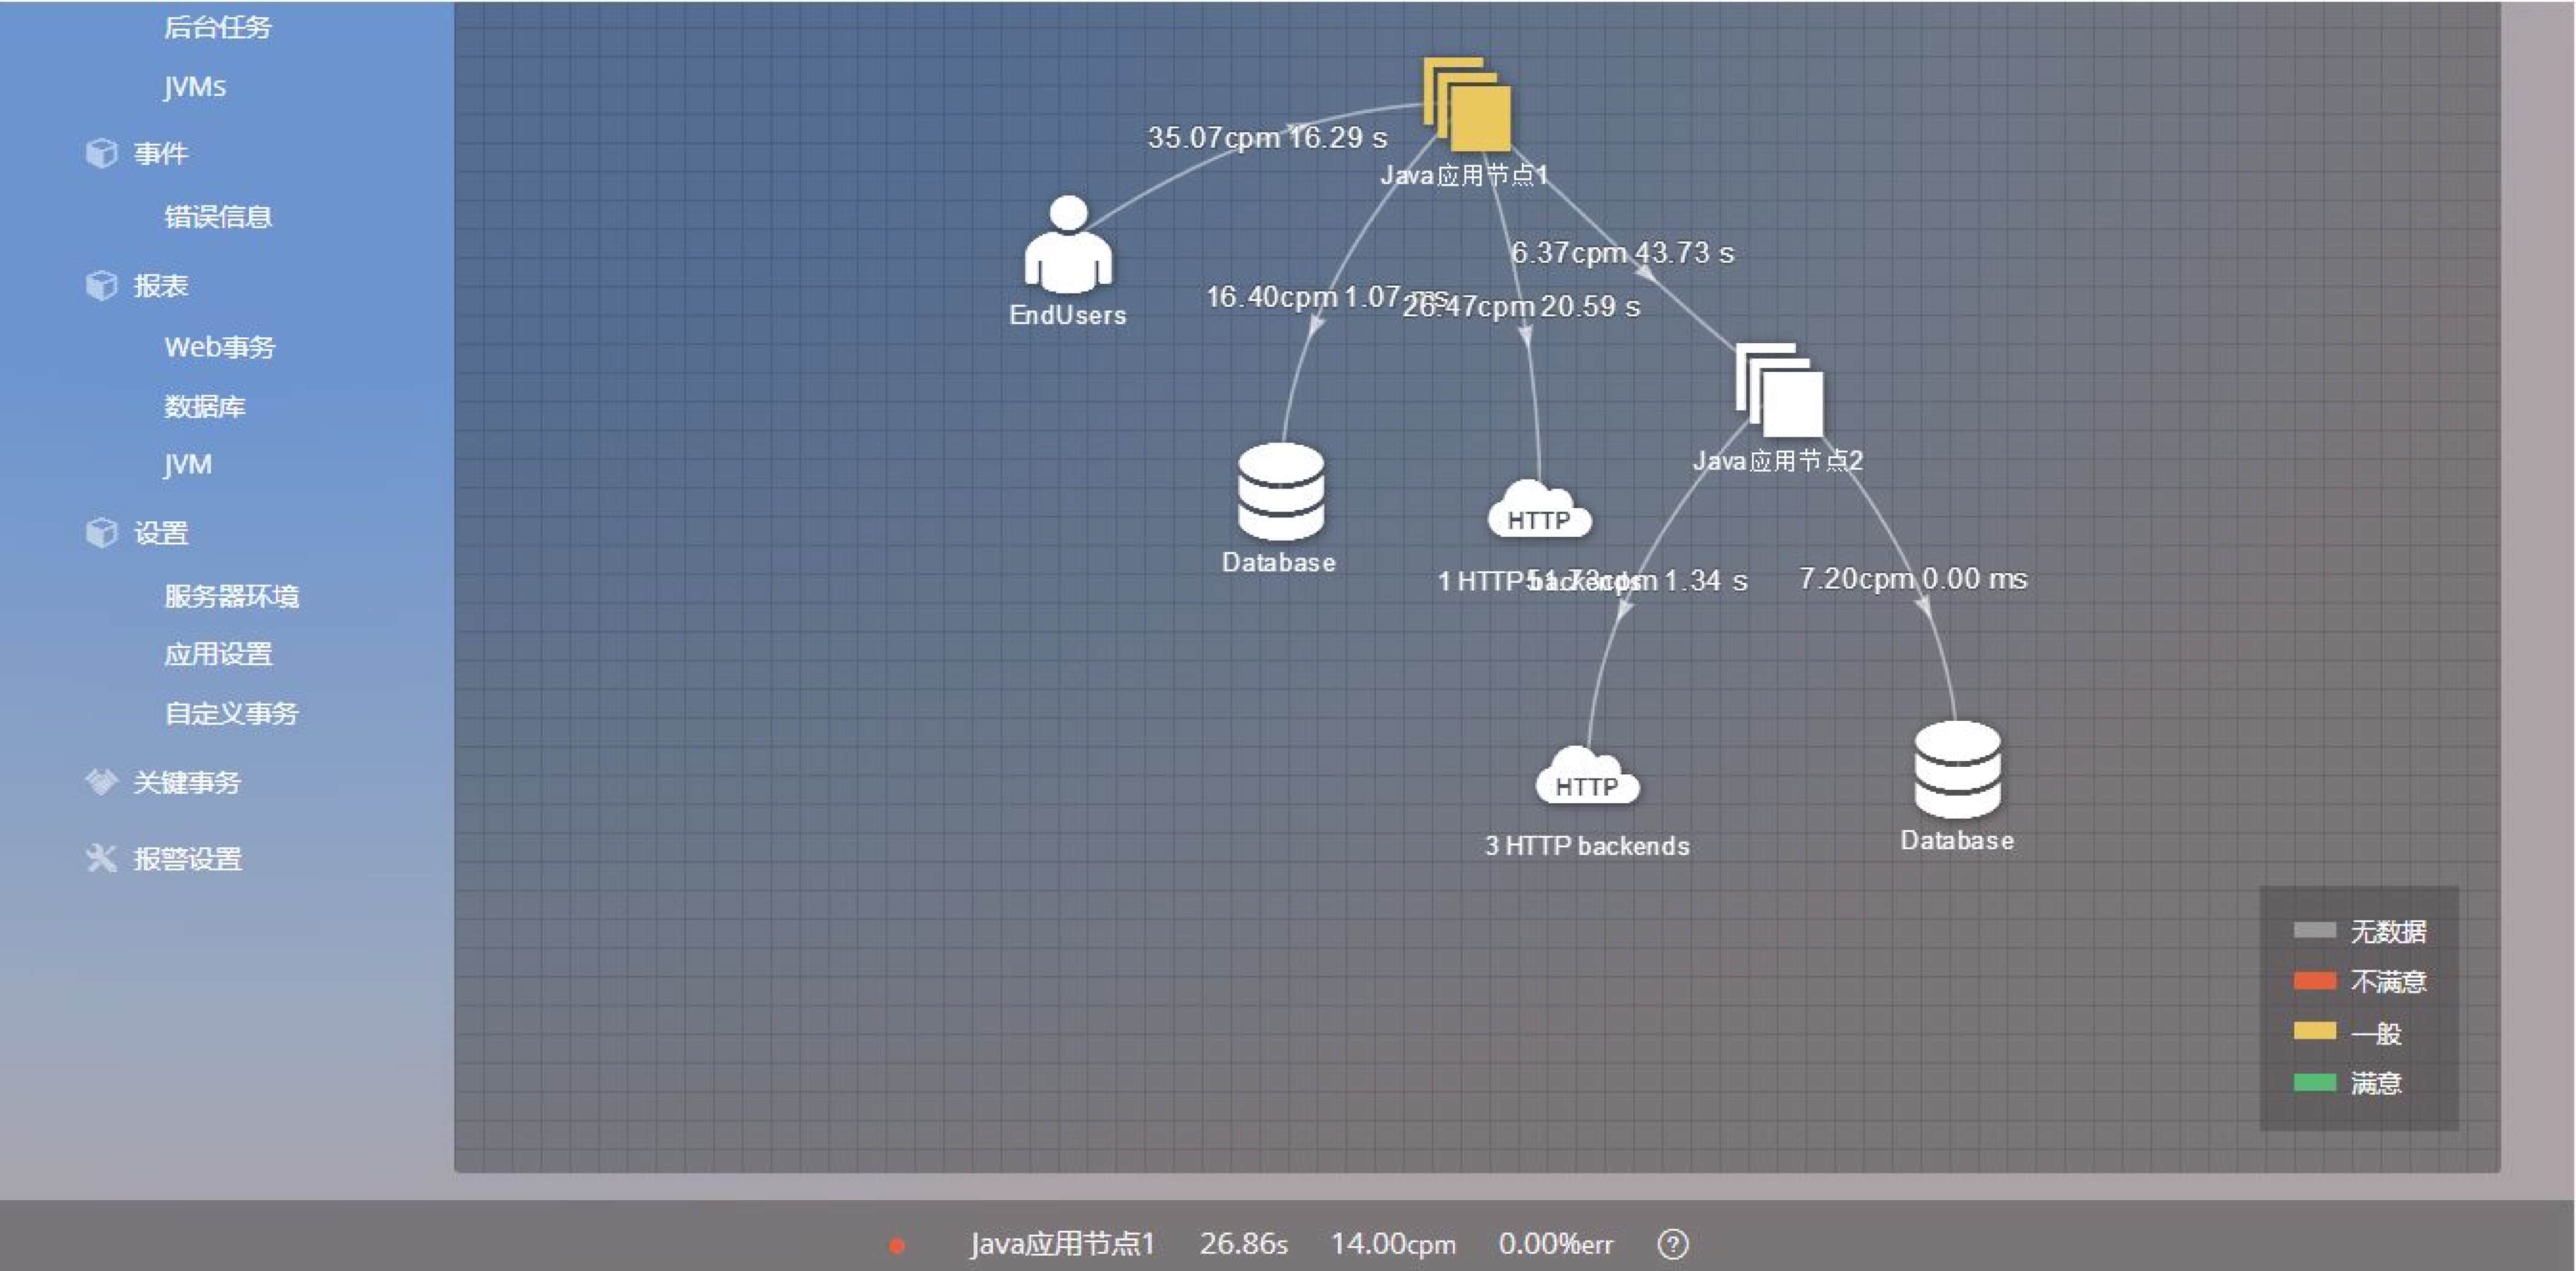 后台任务
JVMs
事件
错误信息
报表
Web事务
数据库
JVM
设置
服务器环境
应用设置
自定义事务
关键事务
报警设置
35.07cpm 16.29 s
Java应用节点1
EndUsers
6.37cpm 43.73 s
16.40cpm 1.07 ms
26.47cpm 20.59 s
Java应用节点2
HTTP
Database
1 HTTP backends
51.73cpm 1.34 s
7.20cpm 0.00 ms
HTTP
3 HTTP backends
Database
无数据
不满意
一般
满意
Java应用节点1 26.86s 14.00cpm 0.00%err ?